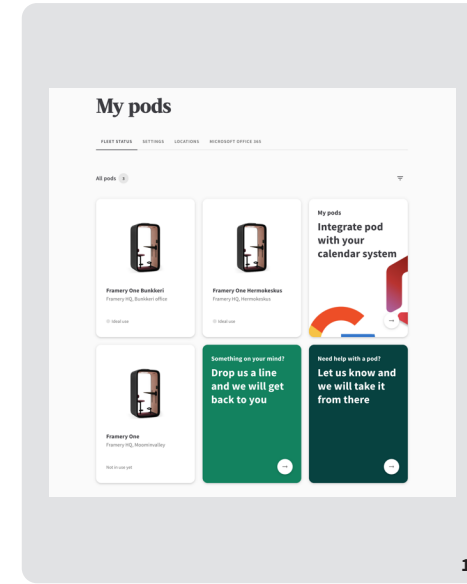 My pods
FLEET STATUS SETTINGS LOCATIONS MICROSOFT OFFICE 365
All pods 3
Framery One Bunkkeri
Framery HQ, Bunkkeri office
Ideal use
Framery One Hermokeskus
Framery HQ, Hermokeskus
Ideal use
My pods
Integrate pod
with your
calendar system
Framery One
Framery HQ, Moominvalley
Not in use yet
Something on your mind?
Drop us a line
and we will get
back to you
Need help with a pod?
Let us know and
we will take it
from there
1